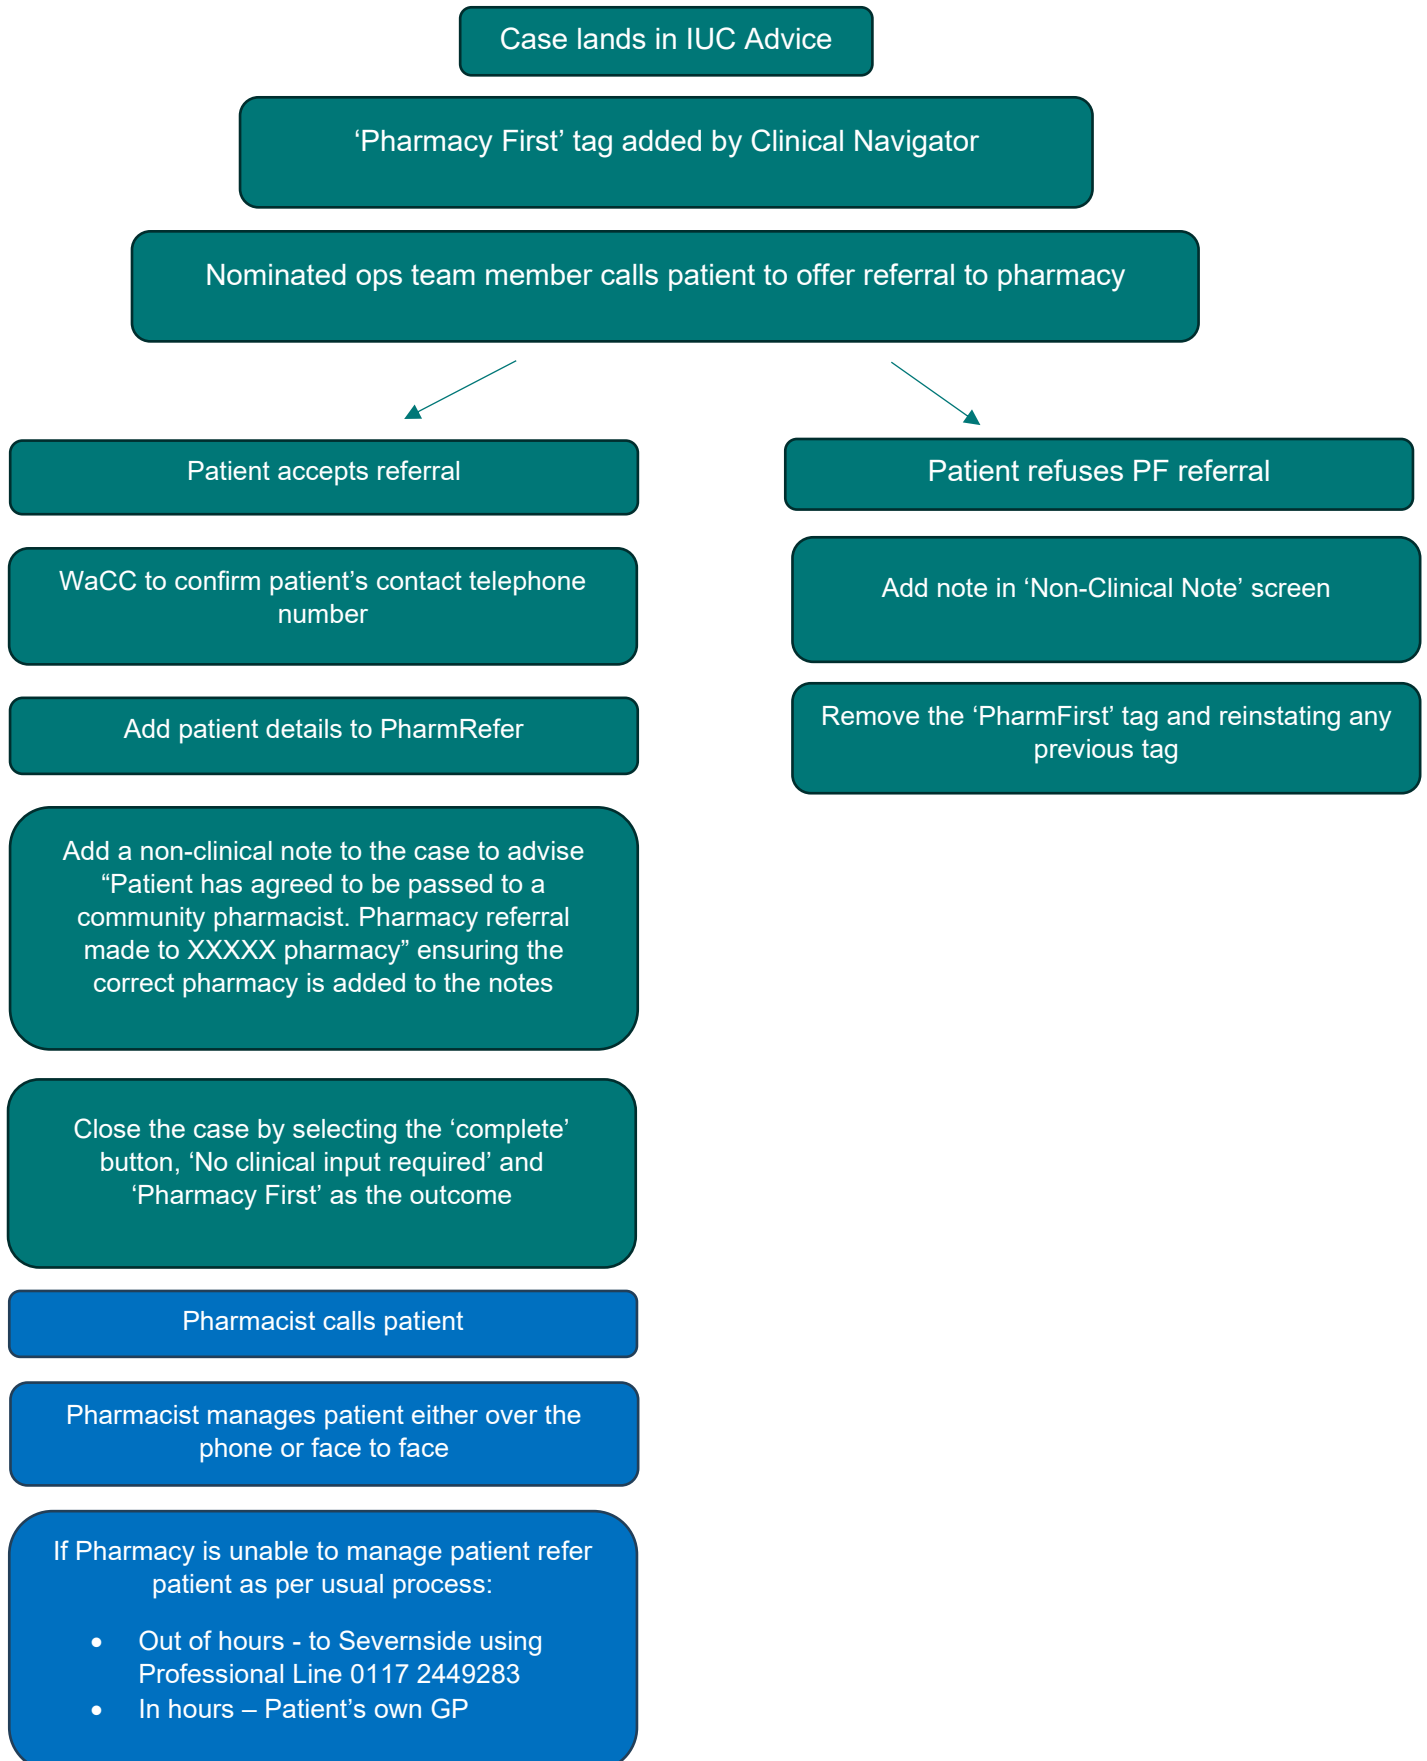 Case lands in IUC Advice
‘Pharmacy First’ tag added by Clinical Navigator
Nominated ops team member calls patient to offer referral to pharmacy
Patient accepts referral
WaCC to confirm patient’s contact telephone
number
Add patient details to PharmRefer
Add a non-clinical note to the case to advise
“Patient has agreed to be passed to a
community pharmacist. Pharmacy referral
made to XXXXX pharmacy” ensuring the
correct pharmacy is added to the notes
Close the case by selecting the ‘complete’
button, ‘No clinical input required’ and
‘Pharmacy First’ as the outcome
Pharmacist calls patient
Pharmacist manages patient either over the
phone or face to face
If Pharmacy is unable to manage patient refer
patient as per usual process:
• Out of hours - to Severnside using
Professional Line 0117 2449283
• In hours – Patient’s own GP
Patient refuses PF referral
Add note in ‘Non-Clinical Note’ screen
Remove the ‘PharmFirst’ tag and reinstating any
previous tag